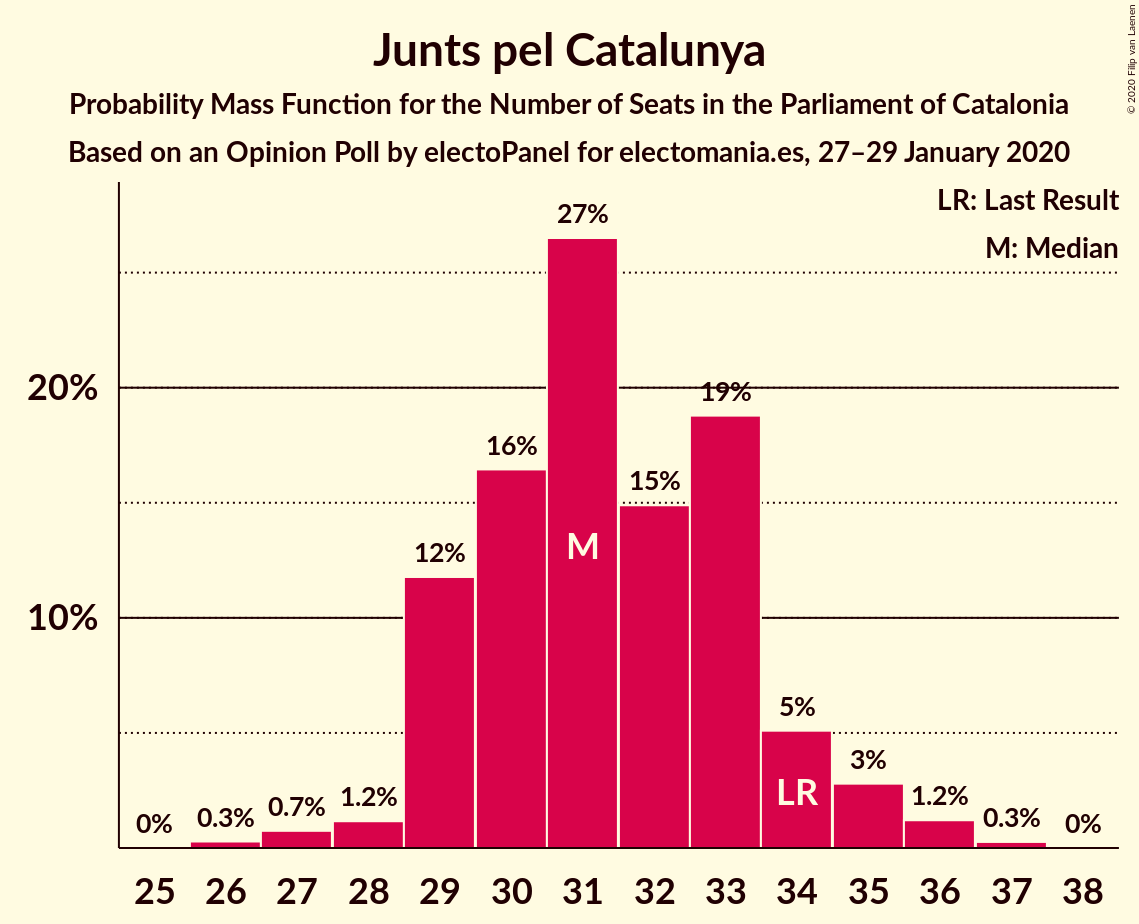 Junts pel Catalunya
Probability Mass Function for the Number of Seats in the Parliament of Catalonia
Based on an Opinion Poll by electoPanel for electomania.es, 27–29 January 2020
© 2020 Filip van Laenen
LR: Last Result
M: Median
20%
10%
0%
0.3%
0.7%
1.2%
12%
16%
27%
15%
19%
5%
3%
1.2%
0.3%
0%
M
LR
25 26 27 28 29 30 31 32 33 34 35 36 37 38